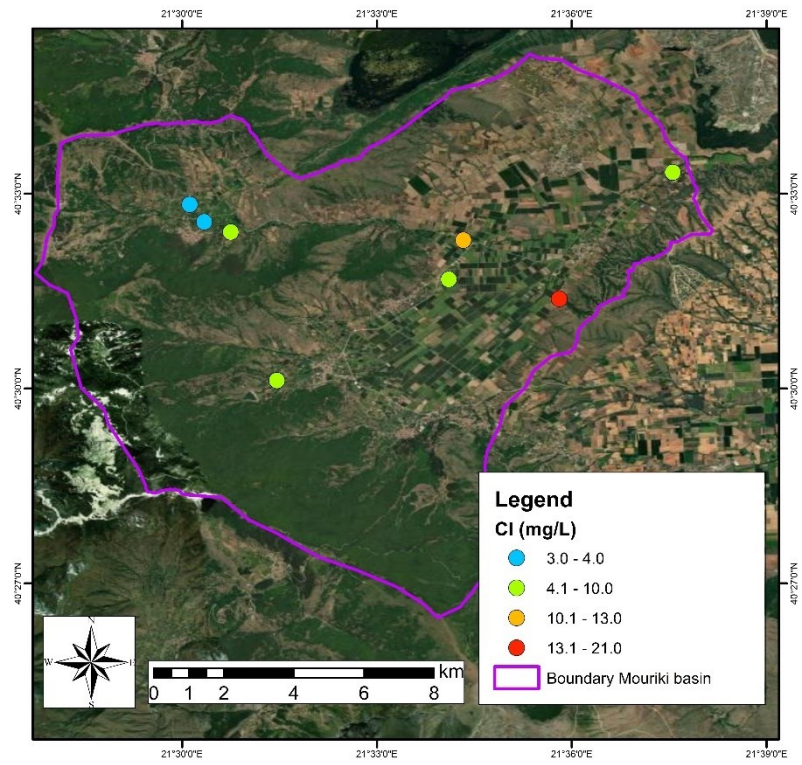 21°30'0"E 21°33'0"E 21°36'0"E 21°39'0"E
40°33'0"N 40°33'0"N
40°30'0"N 40°30'0"N
40°27'0"N 40°27'0"N
Legend
Cl (mg/L)
3.0 - 4.0
4.1 - 10.0
10.1 - 13.0
13.1 - 21.0
Boundary Mouriki basin
N
W E
S
km
0 1 2 4 6 8
21°30'0"E 21°33'0"E 21°36'0"E 21°39'0"E